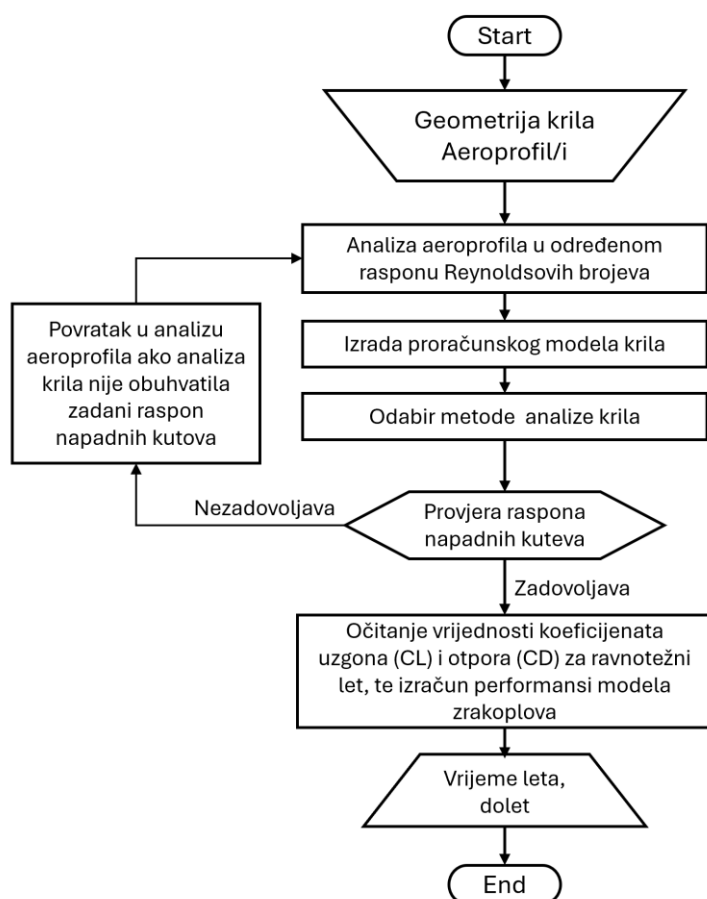 Start
Geometrija krila
Aeroprofil/i
Analiza aeroprofila u određenom
rasponu Reynoldsovih brojeva
Povratak u analizu
aeroprofila ako analiza
krila nije obuhvatila
zadani raspon
napadnih kutova
Izrada proračunskog modela krila
Odabir metode analize krila
Nezadovoljava
Provjera raspona
napadnih kuteva
Zadovoljava
Očitanje vrijednosti koeficijenata
uzgona (CL) i otpora (CD) za ravnotežni
let, te izračun performansi modela
zrakoplova
Vrijeme leta,
dolet
End